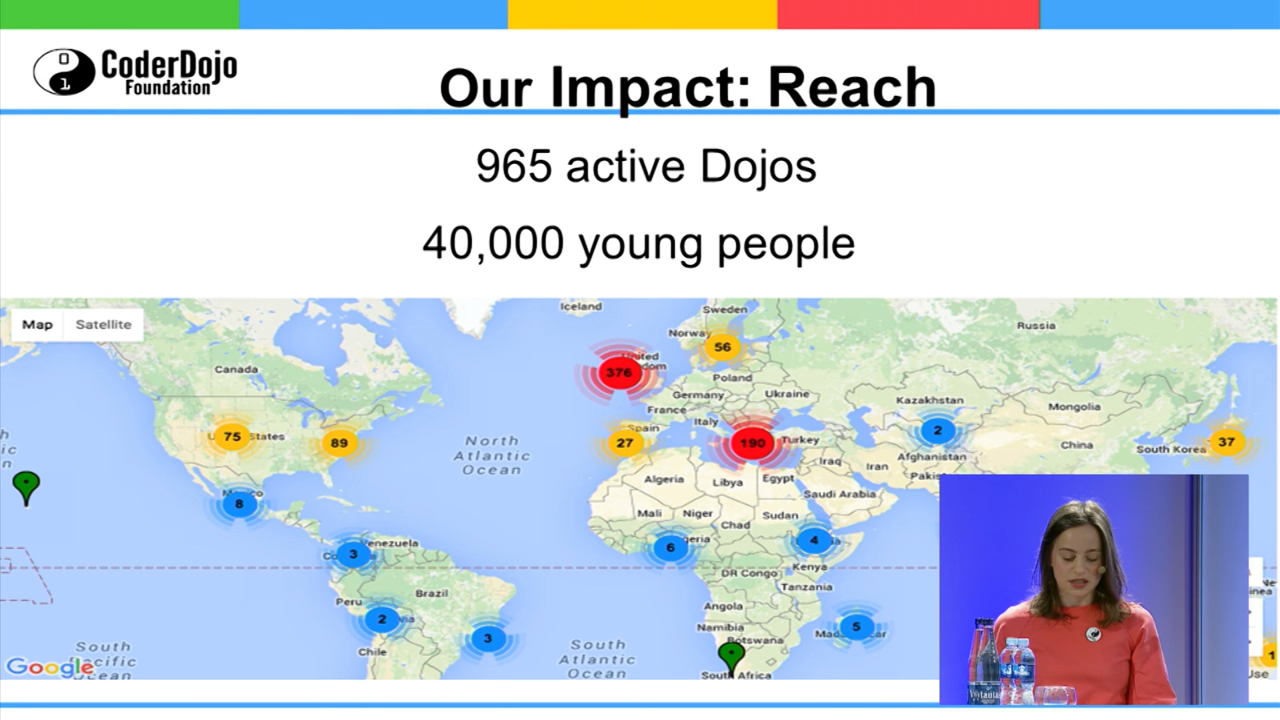 CoderDojo
Foundation
Our Impact: Reach
965 active Dojos
40,000 young people
Map
Satellite
Iceland
Sweden
Norway
56
Russia
United
376
Canada
Poland
Germany
Ukraine
Kazakhstan
France
Mongolia
Italy
Spain
2
75
States
89
North
Atlantic
Ocean
27
190
Turkey
China
South Korea
37
Iraq
Iran
Afghanistan
Algeria
Libya
Egypt
Saudi Arabia
8
Mali
Niger
Sudan
Chad
3
6
4
DR Congo
Kenya
Tanzania
Peru
Brazil
Angola
2
3
Namibia
Botswana
5
Chile
South
Atlantic
Ocean
South
Google
South Africa
1